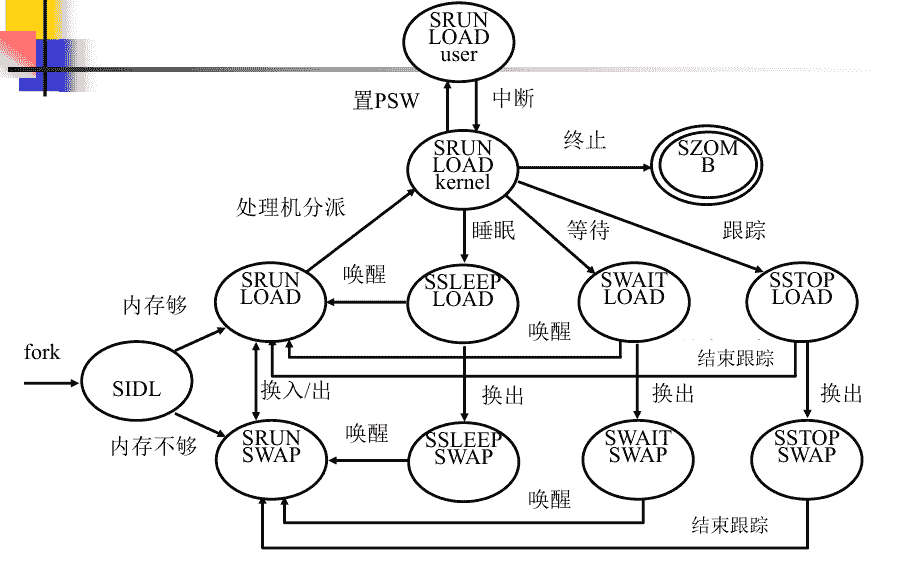 SRUN
LOAD
user
置PSW
中断
SRUN
LOAD
kernel
终止
SZOM
B
处理机分派
睡眠
等待
跟踪
SRUN
LOAD
唤醒
SSLEEP
LOAD
SWAIT
LOAD
SSTOP
LOAD
内存够
唤醒
结束跟踪
fork
SIDL
换入/出
换出
换出
换出
内存不够
SRUN
SWAP
唤醒
SSLEEP
SWAP
SWAIT
SWAP
SSTOP
SWAP
唤醒
结束跟踪